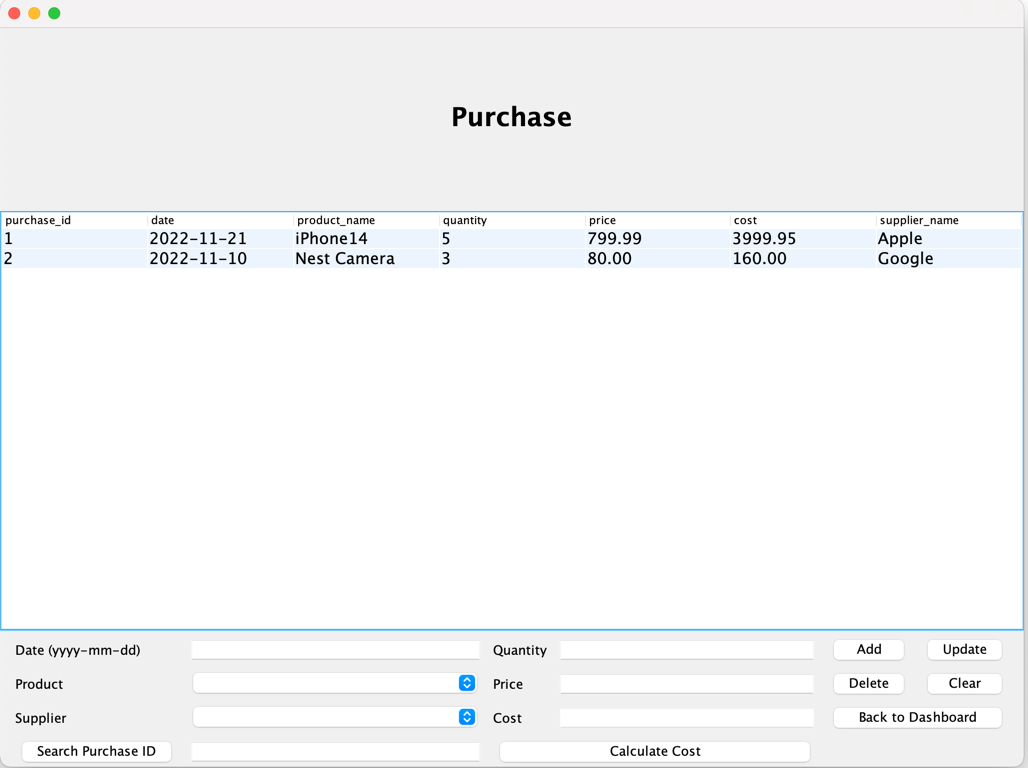 Purchase
purchase_id date product_name quantity price cost supplier_name
1 2022-11-21 iPhone14 5 799.99 3999.95 Apple
2 2022-11-10 Nest Camera 3 80.00 160.00 Google
Date (yyyy-mm-dd) Quantity Add Update
Product Price Delete Clear
Supplier Cost Back to Dashboard
Search Purchase ID Calculate Cost